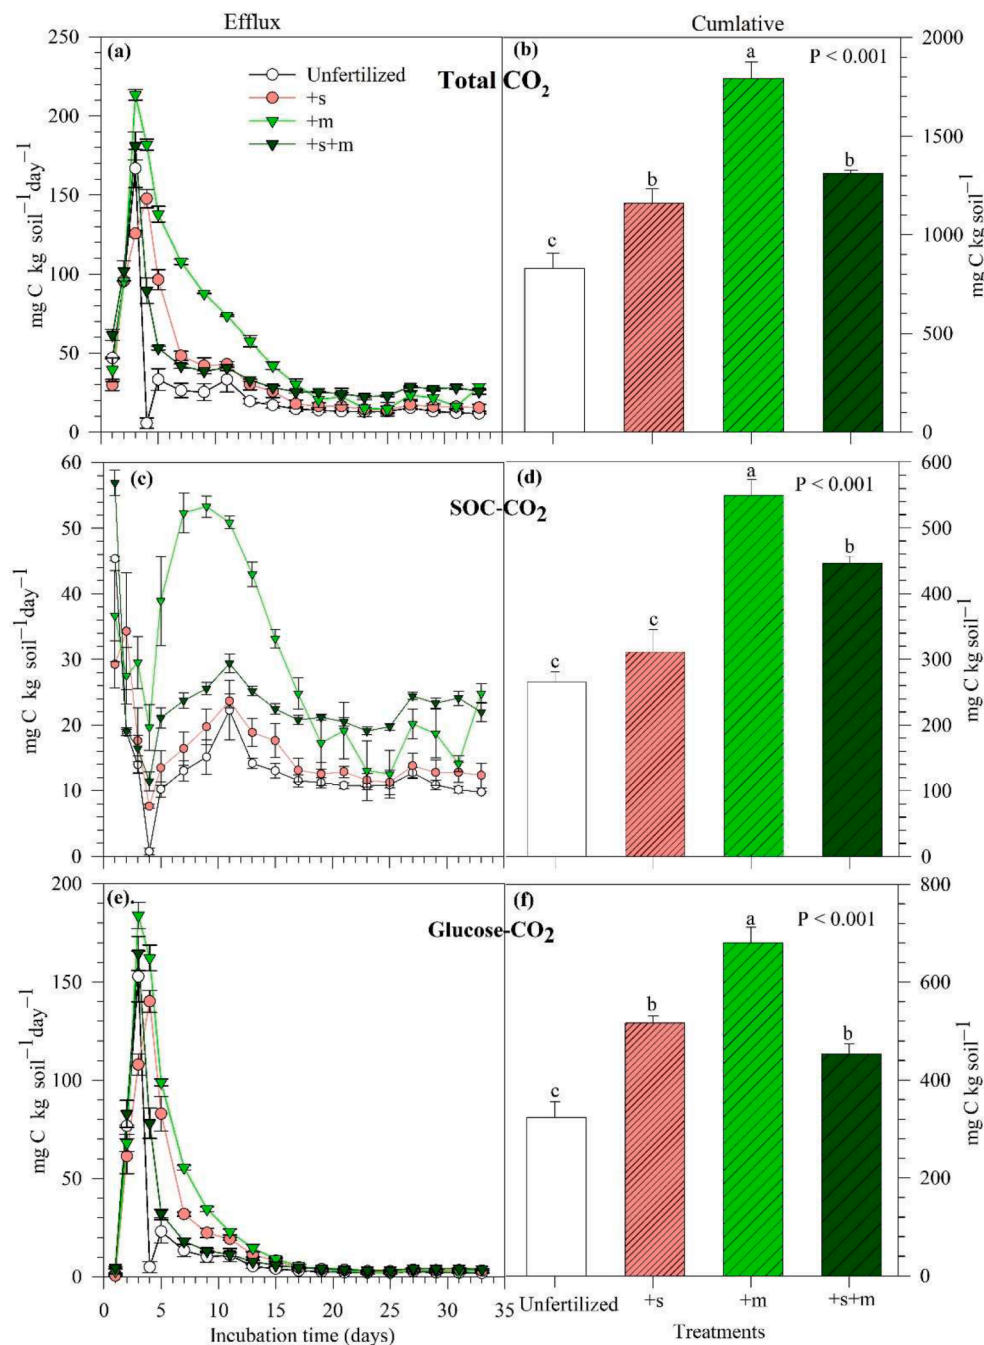 Efflux
Cumlative
(a)
Unfertilized
+s
+m
+s+m
Total CO2
250
200
150
100
50
0
mg C kg soil−1day−1
(b)
P < 0.001
c
b
a
b
2000
1500
1000
500
0
mg C kg soil−1
(c)
SOC-CO2
60
50
40
30
20
10
0
mg C kg soil−1day−1
(d)
P < 0.001
c
c
a
b
600
500
400
300
200
100
0
mg C kg soil−1
(e).
Glucose-CO2
200
150
100
50
0
mg C kg soil−1day−1
0 5 10 15 20 25 30 35
Incubation time (days)
(f)
P < 0.001
c
b
a
b
800
600
400
200
0
mg C kg soil−1
Unfertilized +s +m +s+m
Treatments